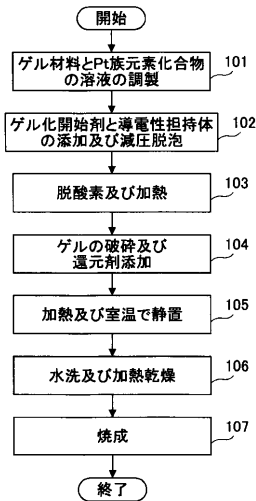 開始
ゲル材料とPt族元素化合物
の溶液の調製
101
ゲル化開始剤と導電性担持体
の添加及び減圧脱泡
102
脱酸素及び加熱
103
ゲルの破砕及び
還元剤添加
104
加熱及び室温で静置
105
水洗及び加熱乾燥
106
焼成
107
終了